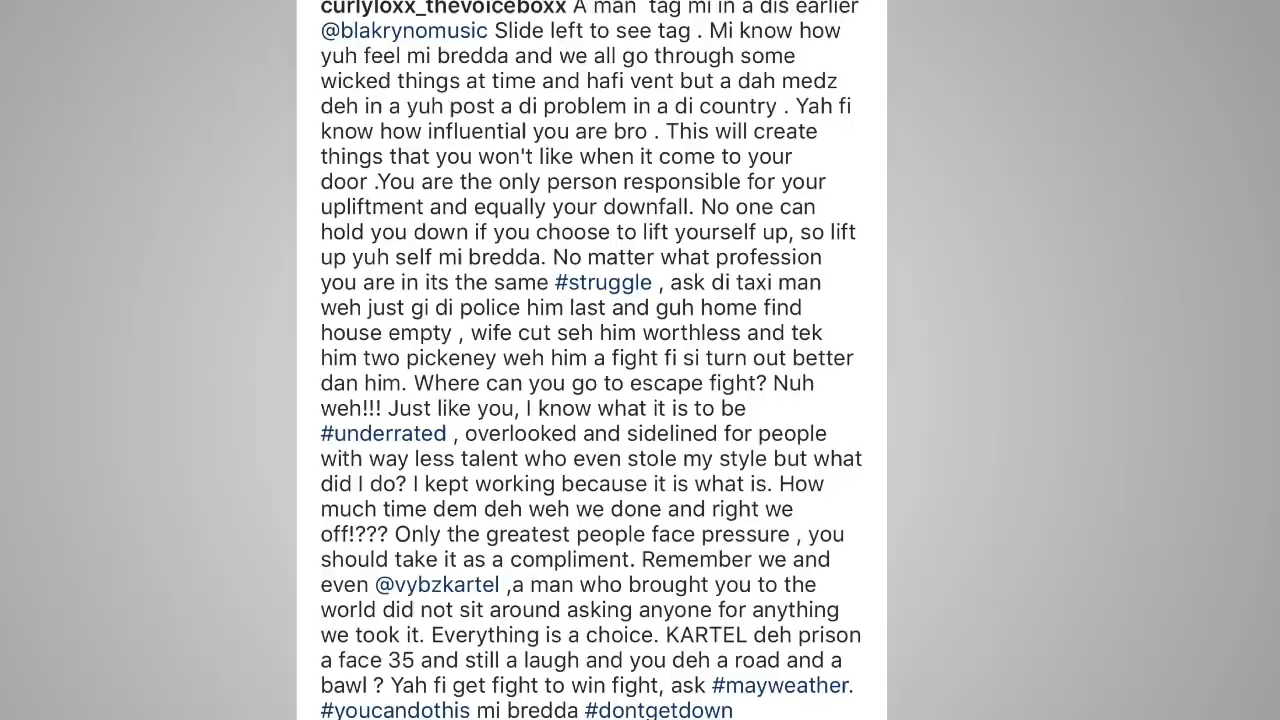 curlyloxx_thevoiceboxx A man tag mi in a dis earlier
@blakrynomusic Slide left to see tag . Mi know how
yuh feel mi bredda and we all go through some
wicked things at time and hafi vent but a dah medz
deh in a yuh post a di problem in a di country . Yah fi
know how influential you are bro . This will create
things that you won't like when it come to your
door .You are the only person responsible for your
upliftment and equally your downfall. No one can
hold you down if you choose to lift yourself up, so lift
up yuh self mi bredda. No matter what profession
you are in its the same #struggle , ask di taxi man
weh just gi di police him last and guh home find
house empty , wife cut seh him worthless and tek
him two pickeney weh him a fight fi si turn out better
dan him. Where can you go to escape fight? Nuh
weh!!! Just like you, I know what it is to be
#underrated , overlooked and sidelined for people
with way less talent who even stole my style but what
did I do? I kept working because it is what is. How
much time dem deh weh we done and right we
off!??? Only the greatest people face pressure , you
should take it as a compliment. Remember we and
even @vybzkartel ,a man who brought you to the
world did not sit around asking anyone for anything
we took it. Everything is a choice. KARTEL deh prison
a face 35 and still a laugh and you deh a road and a
bawl ? Yah fi get fight to win fight, ask #mayweather.
#youcandothis mi bredda #dontgetdown